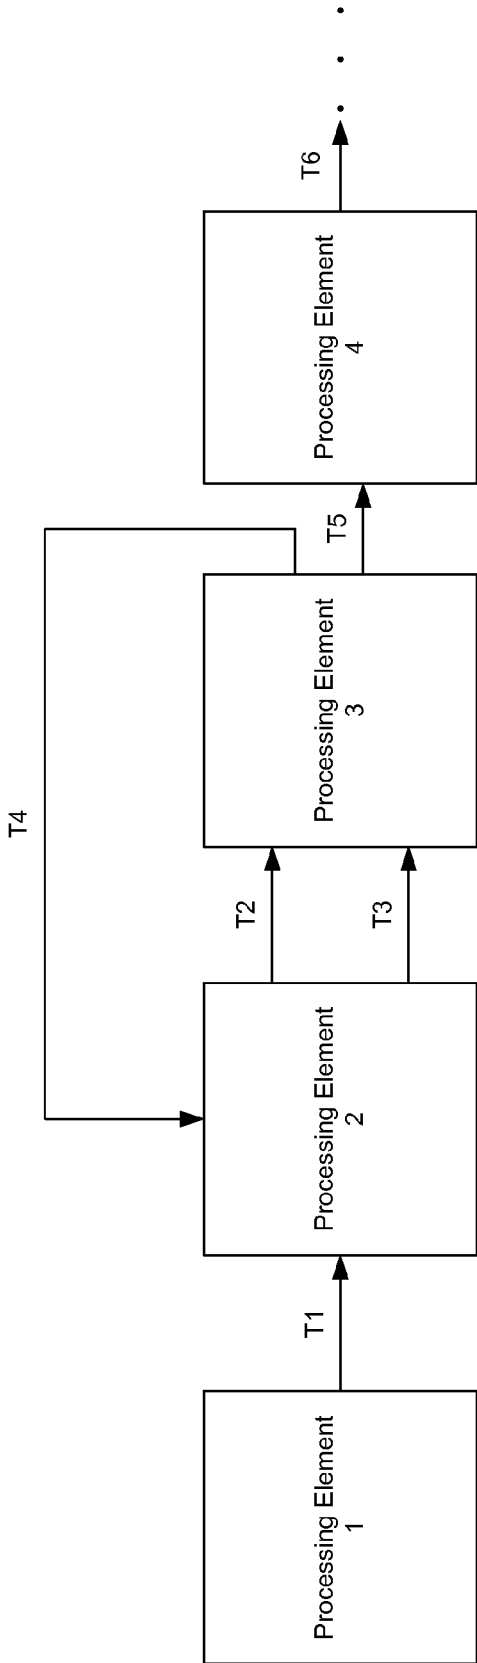 T4
Processing Element
1
T1
Processing Element
2
T2
T3
Processing Element
3
T5
Processing Element
4
T6